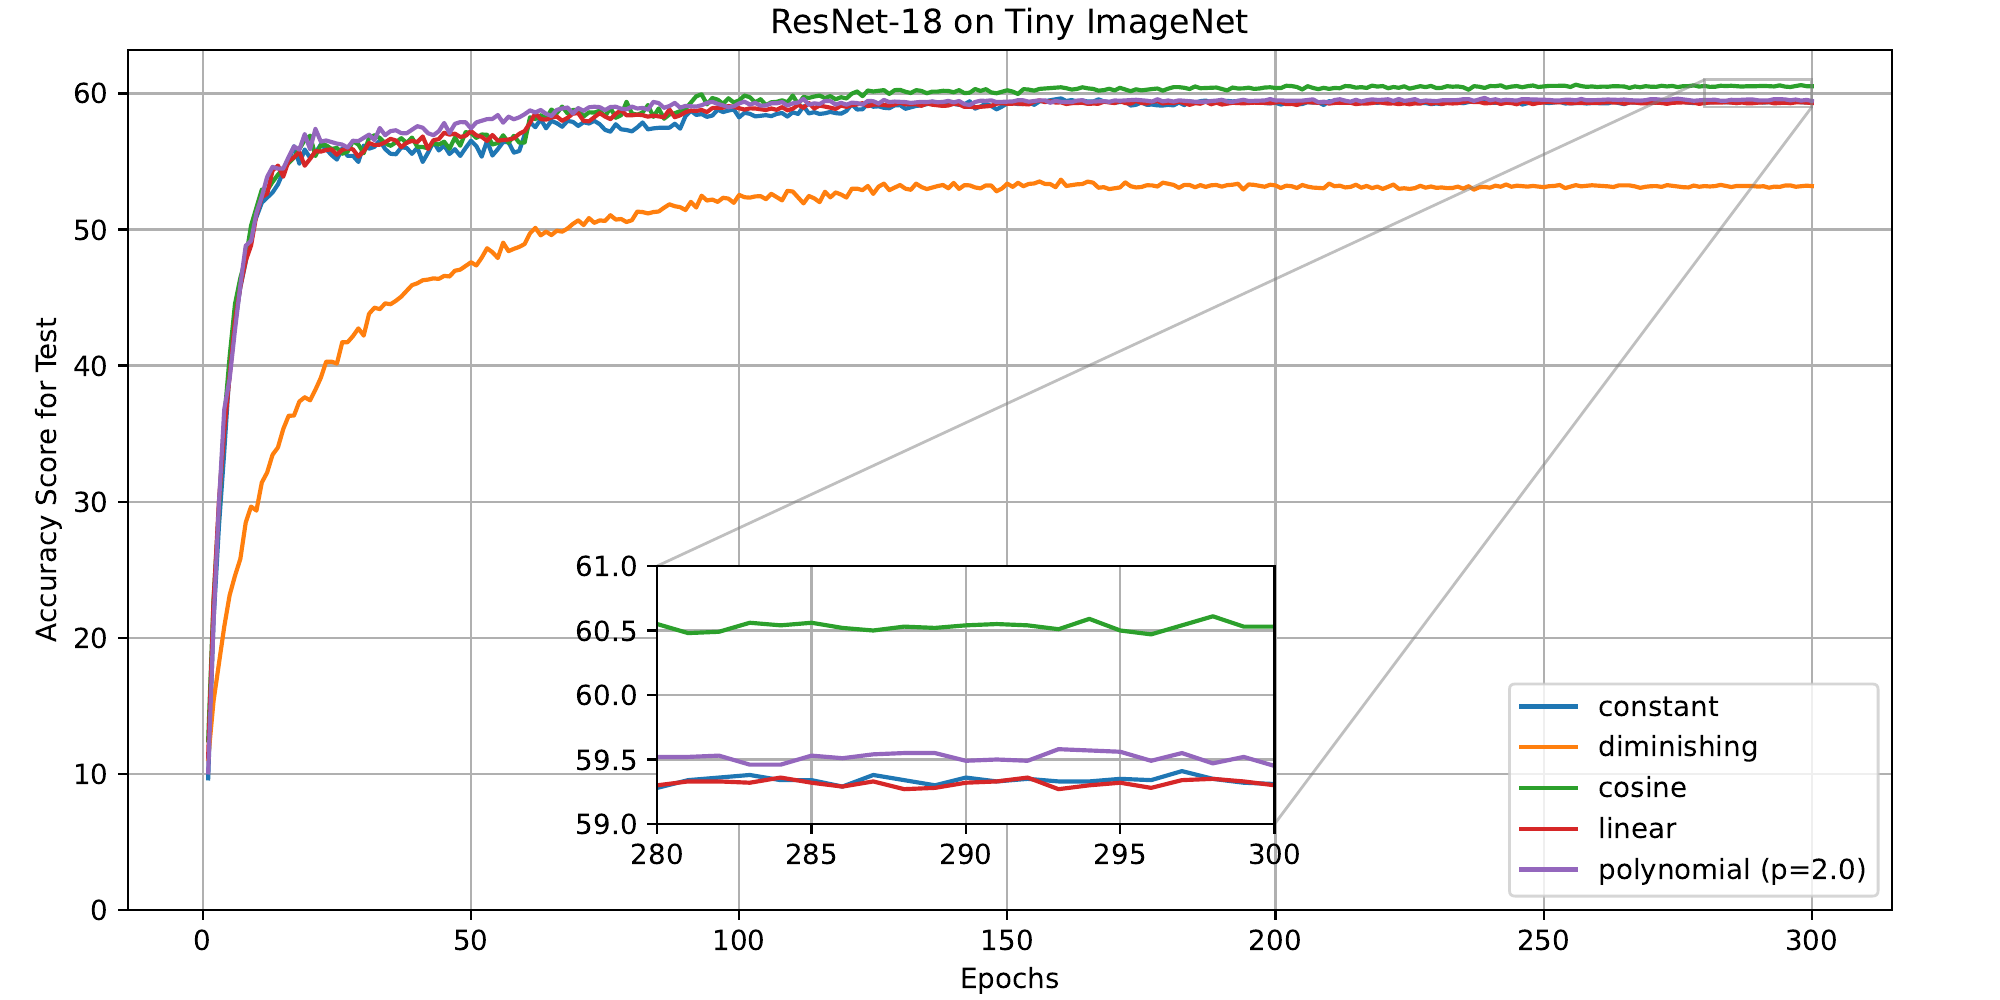 ResNet-18 on Tiny ImageNet
Accuracy Score for Test
60
50
40
30
20
10
0
61.0
60.5
60.0
59.5
59.0
280 285 290 295 300
constant
diminishing
cosine
linear
polynomial (p=2.0)
0 50 100 150 200 250 300
Epochs